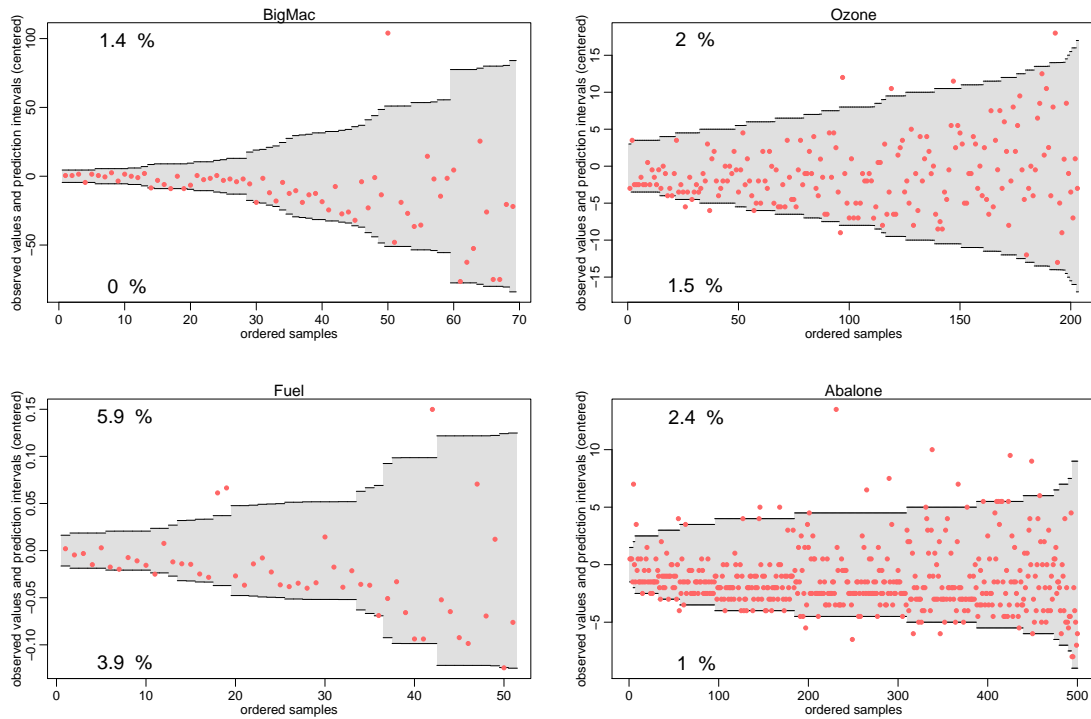 BigMac
1.4 %
0 %
observed values and prediction intervals (centered)
−50 0 50 100
0 10 20 30 40 50 60 70
ordered samples
Ozone
2 %
1.5 %
observed values and prediction intervals (centered)
−15 −10 −5 0 5 10 15
0 50 100 150 200
ordered samples
Fuel
5.9 %
3.9 %
observed values and prediction intervals (centered)
−0.10 −0.05 0.00 0.05 0.10 0.15
0 10 20 30 40 50
ordered samples
Abalone
2.4 %
1 %
observed values and prediction intervals (centered)
−5 0 5 10
0 100 200 300 400 500
ordered samples